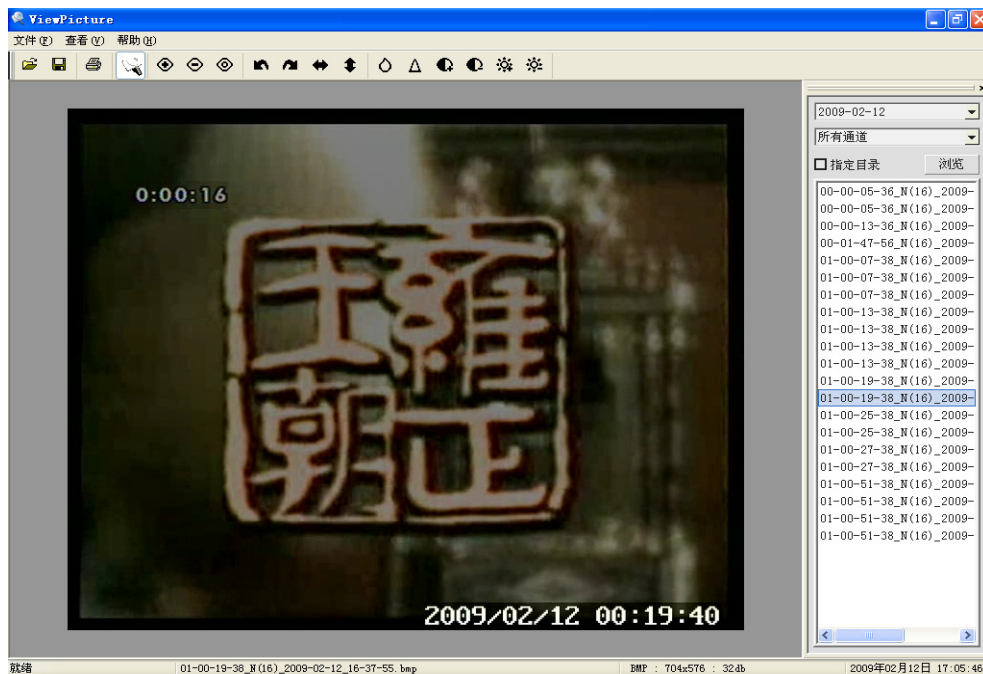 ViewPicture
文件(F) 查看(V) 帮助(H)
0:00:16
雍正
王朝
2009/02/12 00:19:40
2009-02-12
所有通道
指定目录 浏览
00-00-05-36_N(16)_2009-
00-00-05-36_N(16)_2009-
00-00-13-36_N(16)_2009-
00-01-47-56_N(16)_2009-
01-00-07-38_N(16)_2009-
01-00-07-38_N(16)_2009-
01-00-07-38_N(16)_2009-
01-00-13-38_N(16)_2009-
01-00-13-38_N(16)_2009-
01-00-13-38_N(16)_2009-
01-00-13-38_N(16)_2009-
01-00-19-38_N(16)_2009-
01-00-19-38_N(16)_2009-
01-00-25-38_N(16)_2009-
01-00-25-38_N(16)_2009-
01-00-27-38_N(16)_2009-
01-00-27-38_N(16)_2009-
01-00-51-38_N(16)_2009-
01-00-51-38_N(16)_2009-
01-00-51-38_N(16)_2009-
01-00-51-38_N(16)_2009-
就绪 01-00-19-38_N(16)_2009-02-12_16-37-55.bmp BMP : 704x576 : 32db 2009年02月12日 17:05:46